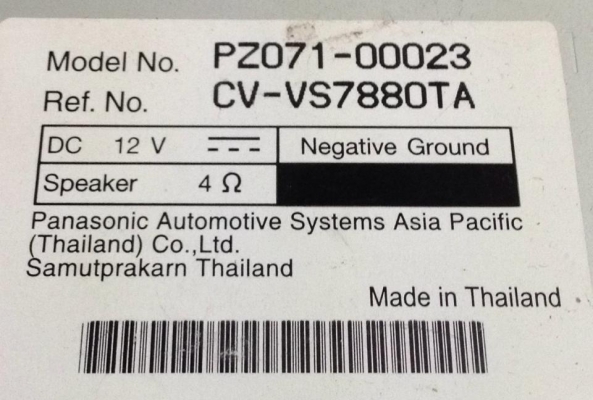 Model No. PZ071-00023
Ref. No. CV-VS7880TA
DC 12 V Negative Ground
Speaker 4 Ω
Panasonic Automotive Systems Asia Pacific
(Thailand) Co.,Ltd.
Samutprakarn Thailand
Made in Thailand